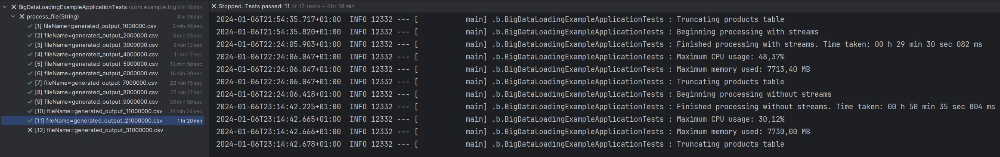 BigDataLoadingExampleApplicationTests (com.example.big 4 hr 18 min
process_file(String) 4 hr 18 min
[1] fileName=generated_output_1000000.csv 2 min 46 sec
[2] fileName=generated_output_2000000.csv 5 min 25 sec
[3] fileName=generated_output_3000000.csv 8 min 12 sec
[4] fileName=generated_output_4000000.csv 11 min 2 sec
[5] fileName=generated_output_5000000.csv 13 min 50 sec
[6] fileName=generated_output_6000000.csv 16 min 39 sec
[7] fileName=generated_output_7000000.csv 23 min 15 sec
[8] fileName=generated_output_8000000.csv 27 min 17 sec
[9] fileName=generated_output_9000000.csv 30 min 50 sec
[10] fileName=generated_output_11000000.csv 38 min 24 sec
[11] fileName=generated_output_21000000.csv 1 hr 20 min
[12] fileName=generated_output_31000000.csv
Stopped. Tests passed: 11 of 12 tests – 4 hr 18 min
2024-01-06T21:54:35.717+01:00  INFO 12332 --- [           main] .b.BigDataLoadingExampleApplicationTests : Truncating products table
2024-01-06T21:54:35.820+01:00  INFO 12332 --- [           main] .b.BigDataLoadingExampleApplicationTests : Beginning processing with streams
2024-01-06T22:24:05.903+01:00  INFO 12332 --- [           main] .b.BigDataLoadingExampleApplicationTests : Finished processing with streams. Time taken: 00 h 29 min 30 sec 082 ms
2024-01-06T22:24:06.047+01:00  INFO 12332 --- [           main] .b.BigDataLoadingExampleApplicationTests : Maximum CPU usage: 48,37%
2024-01-06T22:24:06.047+01:00  INFO 12332 --- [           main] .b.BigDataLoadingExampleApplicationTests : Maximum memory used: 7713,40 MB
2024-01-06T22:24:06.047+01:00  INFO 12332 --- [           main] .b.BigDataLoadingExampleApplicationTests : Truncating products table
2024-01-06T22:24:06.418+01:00  INFO 12332 --- [           main] .b.BigDataLoadingExampleApplicationTests : Beginning processing without streams
2024-01-06T23:14:42.225+01:00  INFO 12332 --- [           main] .b.BigDataLoadingExampleApplicationTests : Finished processing without streams. Time taken: 00 h 50 min 35 sec 804 ms
2024-01-06T23:14:42.665+01:00  INFO 12332 --- [           main] .b.BigDataLoadingExampleApplicationTests : Maximum CPU usage: 30,12%
2024-01-06T23:14:42.666+01:00  INFO 12332 --- [           main] .b.BigDataLoadingExampleApplicationTests : Maximum memory used: 7730,00 MB
2024-01-06T23:14:42.678+01:00  INFO 12332 --- [           main] .b.BigDataLoadingExampleApplicationTests : Truncating products table